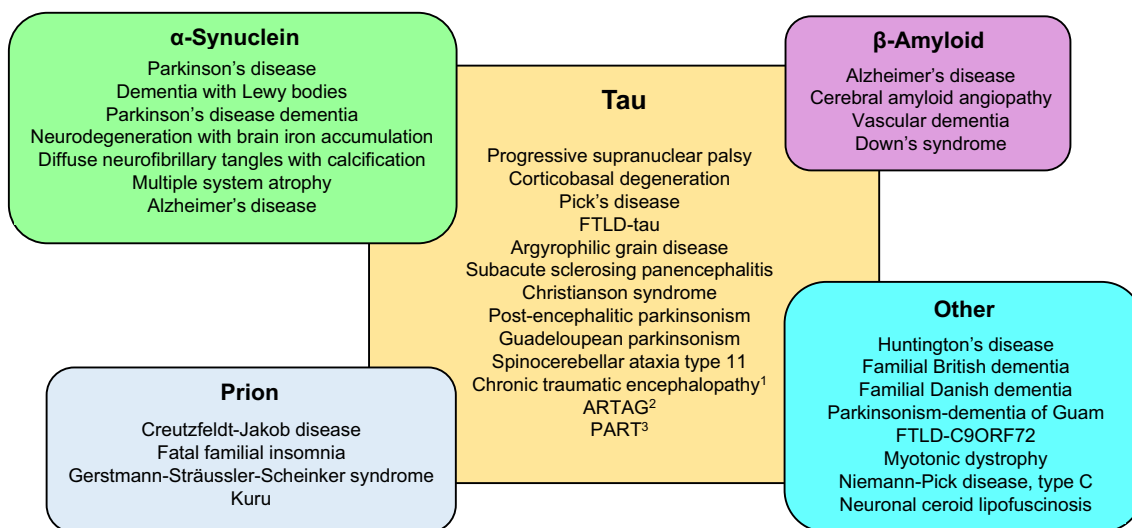 α-Synuclein
Parkinson's disease
Dementia with Lewy bodies
Parkinson's disease dementia
Neurodegeneration with brain iron accumulation
Diffuse neurofibrillary tangles with calcification
Multiple system atrophy
Alzheimer's disease
β-Amyloid
Alzheimer's disease
Cerebral amyloid angiopathy
Vascular dementia
Down's syndrome
Tau
Progressive supranuclear palsy
Corticobasal degeneration
Pick's disease
FTLD-tau
Argyrophilic grain disease
Subacute sclerosing panencephalitis
Christianson syndrome
Post-encephalitic parkinsonism
Guadeloupean parkinsonism
Spinocerebellar ataxia type 11
Chronic traumatic encephalopathy¹
ARTAG²
PART³
Prion
Creutzfeldt-Jakob disease
Fatal familial insomnia
Gerstmann-Sträussler-Scheinker syndrome
Kuru
Other
Huntington's disease
Familial British dementia
Familial Danish dementia
Parkinsonism-dementia of Guam
FTLD-C9ORF72
Myotonic dystrophy
Niemann-Pick disease, type C
Neuronal ceroid lipofuscinosis